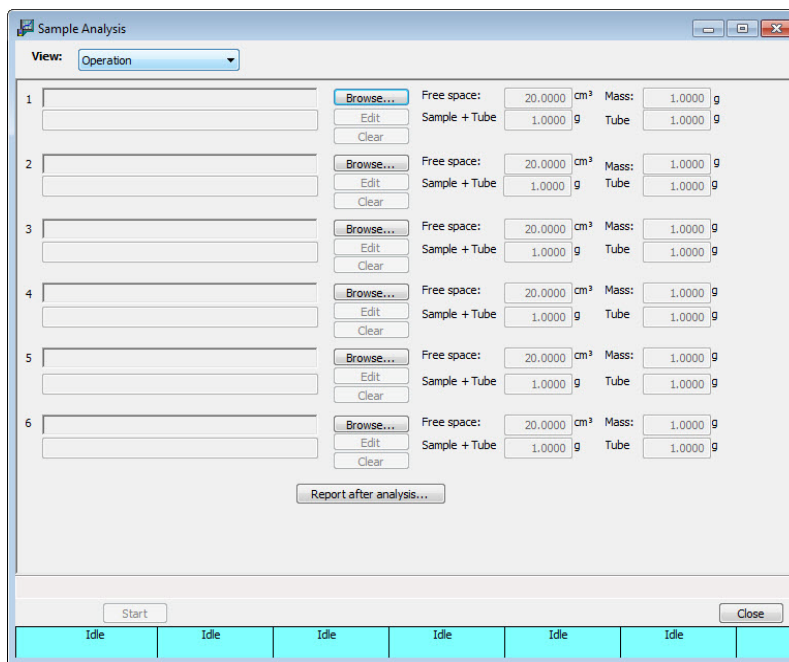 Sample Analysis
View: Operation
1 Browse... Free space: 20.0000 cm³ Mass: 1.0000 g
Edit Sample + Tube 1.0000 g Tube 1.0000 g
Clear
2 Browse... Free space: 20.0000 cm³ Mass: 1.0000 g
Edit Sample + Tube 1.0000 g Tube 1.0000 g
Clear
3 Browse... Free space: 20.0000 cm³ Mass: 1.0000 g
Edit Sample + Tube 1.0000 g Tube 1.0000 g
Clear
4 Browse... Free space: 20.0000 cm³ Mass: 1.0000 g
Edit Sample + Tube 1.0000 g Tube 1.0000 g
Clear
5 Browse... Free space: 20.0000 cm³ Mass: 1.0000 g
Edit Sample + Tube 1.0000 g Tube 1.0000 g
Clear
6 Browse... Free space: 20.0000 cm³ Mass: 1.0000 g
Edit Sample + Tube 1.0000 g Tube 1.0000 g
Clear
Report after analysis...
Start Close
Idle Idle Idle Idle Idle Idle